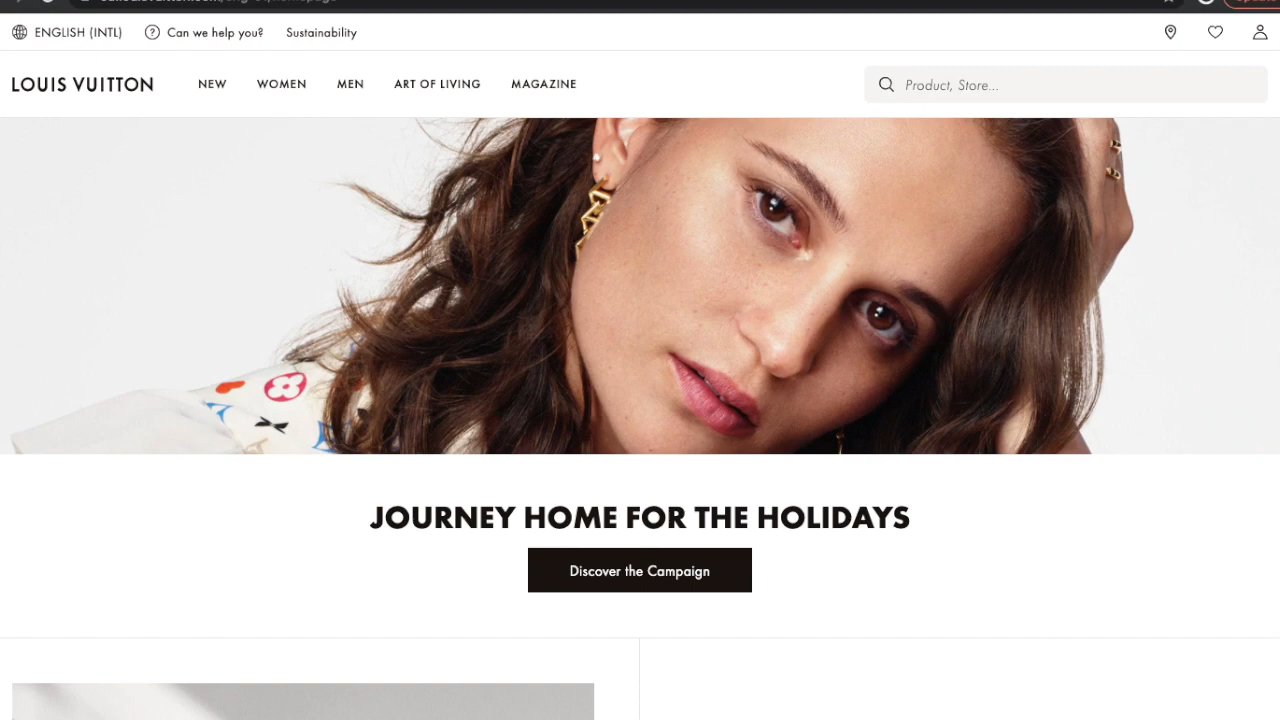 ENGLISH (INTL) Can we help you? Sustainability
LOUIS VUITTON NEW WOMEN MEN ART OF LIVING MAGAZINE Product, Store...
JOURNEY HOME FOR THE HOLIDAYS
Discover the Campaign